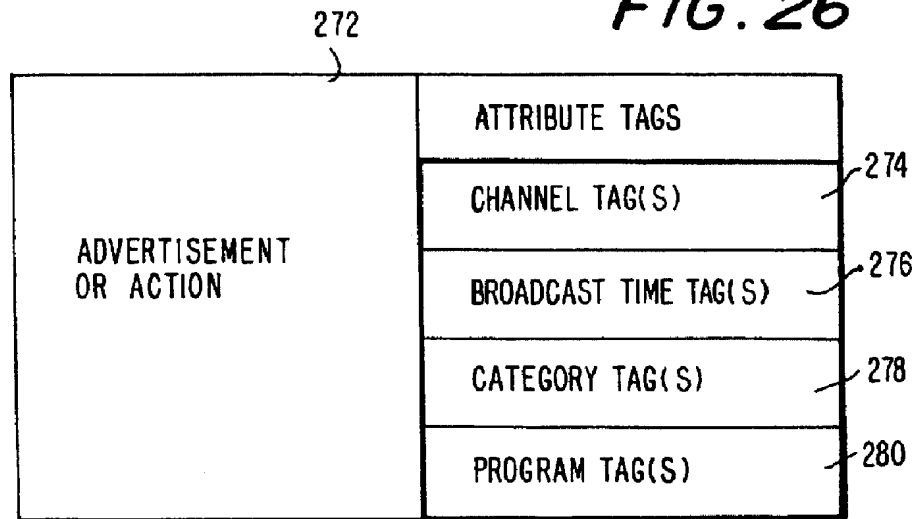 FIG. 26
272
ATTRIBUTE TAGS
274
CHANNEL TAG(S)
ADVERTISEMENT
OR ACTION
276
BROADCAST TIME TAG(S)
278
CATEGORY TAG(S)
280
PROGRAM TAG(S)